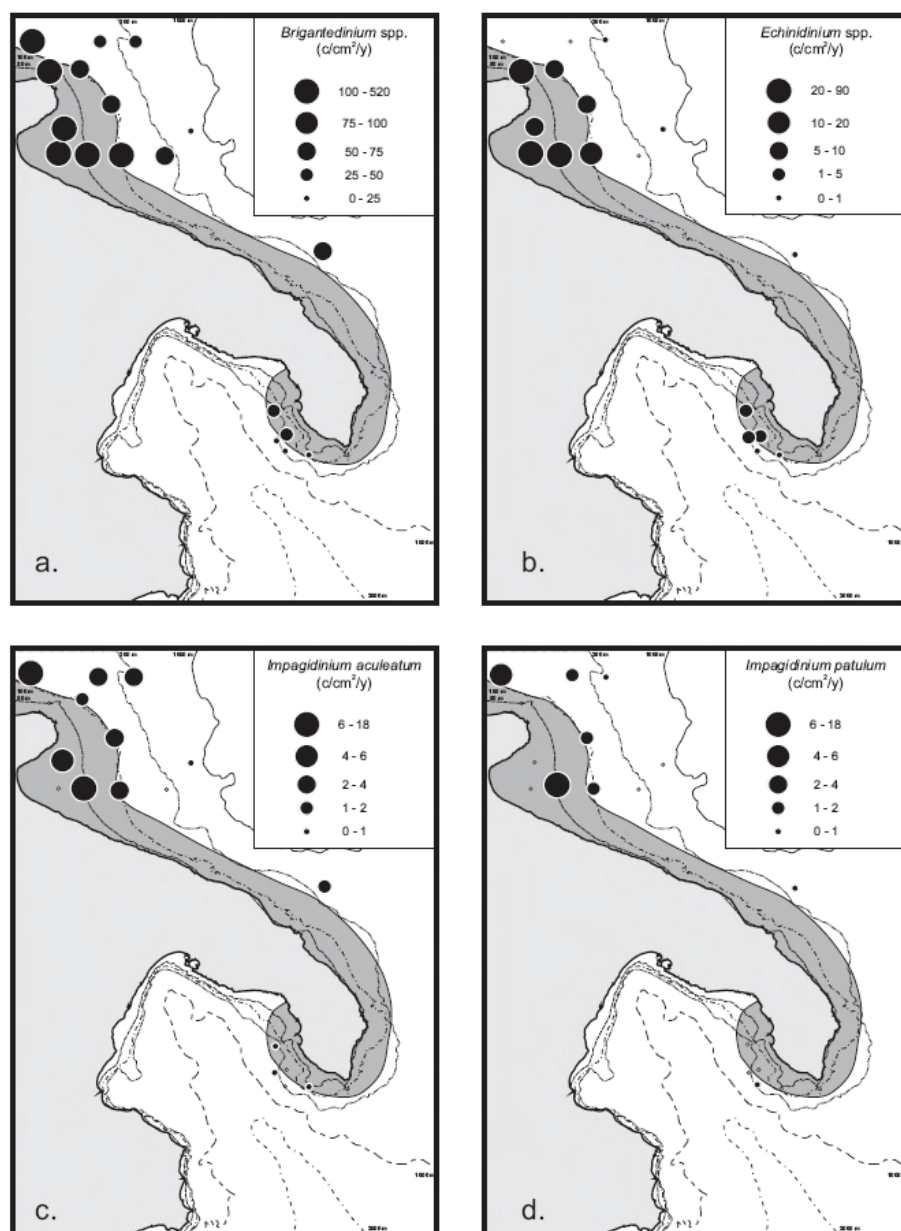 Brigantedinium spp.
(c/cm²/y)
100 - 520
75 - 100
50 - 75
25 - 50
0 - 25
a.
Echinidinium spp.
(c/cm²/y)
20 - 90
10 - 20
5 - 10
1 - 5
0 - 1
b.
Impagidinium aculeatum
(c/cm²/y)
6 - 18
4 - 6
2 - 4
1 - 2
0 - 1
c.
Impagidinium patulum
(c/cm²/y)
6 - 18
4 - 6
2 - 4
1 - 2
0 - 1
d.